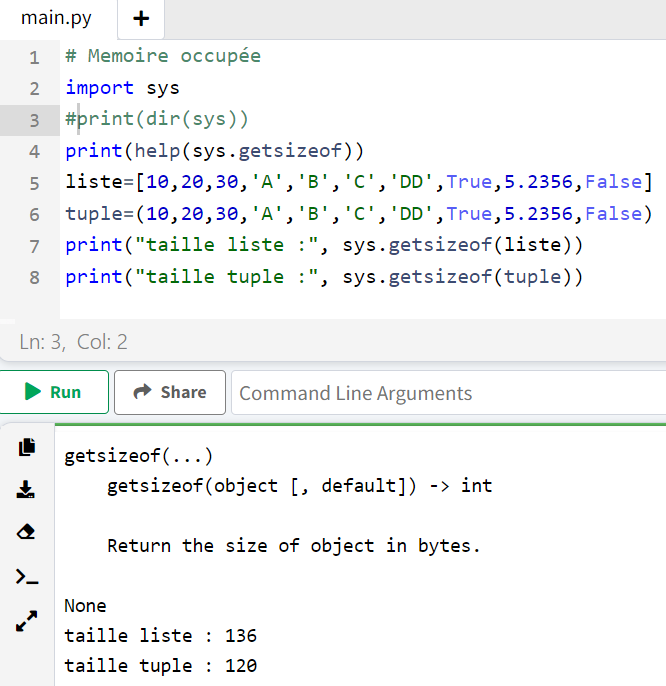 main.py +
1 # Memoire occupée
2 import sys
3 #print(dir(sys))
4 print(help(sys.getsizeof))
5 liste=[10,20,30,'A','B','C','DD',True,5.2356,False]
6 tuple=(10,20,30,'A','B','C','DD',True,5.2356,False)
7 print("taille liste :", sys.getsizeof(liste))
8 print("taille tuple :", sys.getsizeof(tuple))
Ln: 3, Col: 2
Run Share Command Line Arguments
getsizeof(...)
getsizeof(object [, default]) -> int
Return the size of object in bytes.
None
taille liste : 136
taille tuple : 120